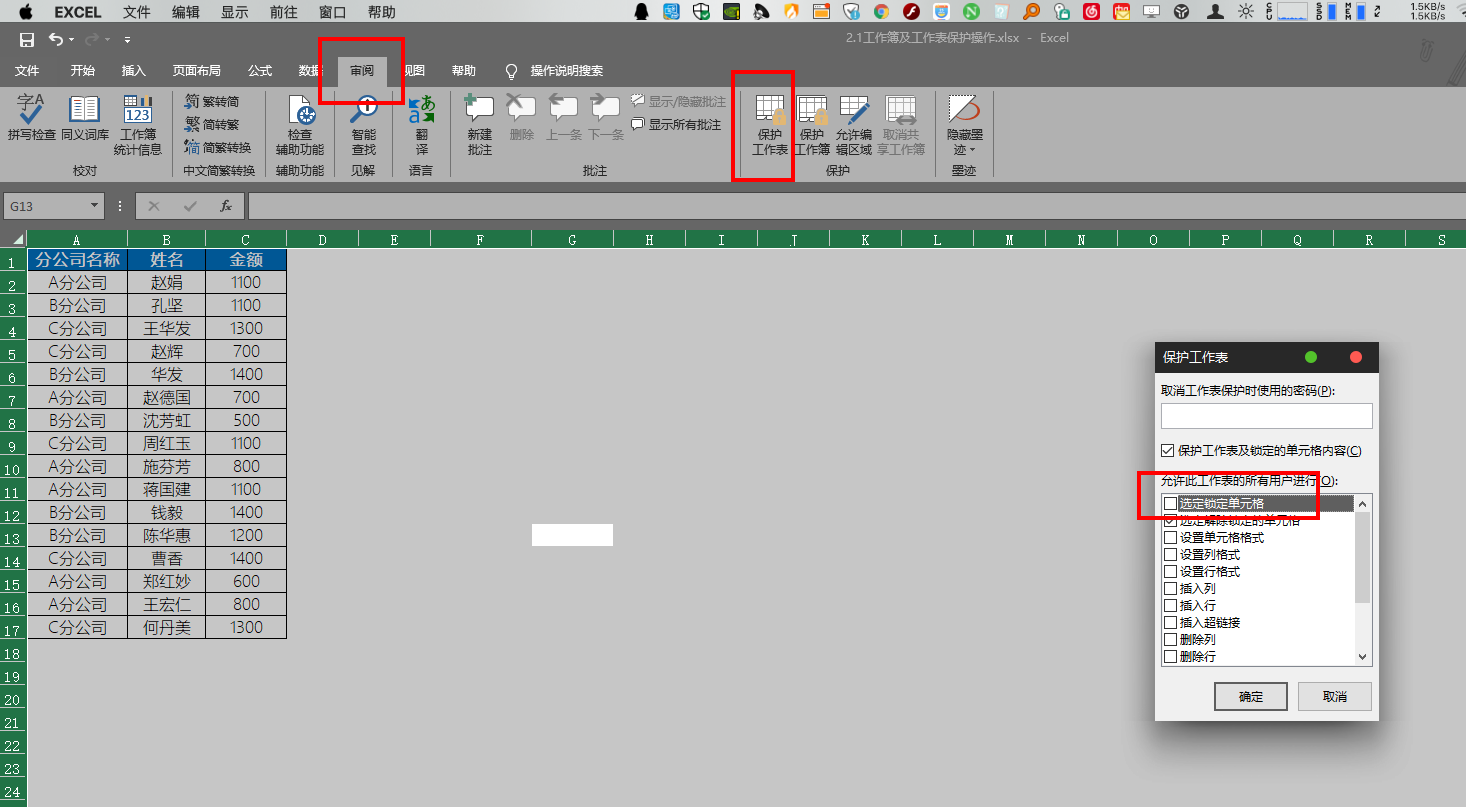 EXCEL 文件 编辑 显示 前往 窗口 帮助
CPU SSD MEM 1.5KB/s 1.5KB/s
2.1工作簿及工作表保护操作.xlsx - Excel
文件 开始 插入 页面布局 公式 数据 审阅 视图 帮助 操作说明搜索
拼写检查 同义词库 工作簿统计信息
校对
繁转简
简转繁
简繁转换
中文简繁转换
检查辅助功能
辅助功能
智能查找
见解
翻译
语言
新建批注 删除 上一条 下一条
显示/隐藏批注
显示所有批注
批注
保护工作表 保护工作簿 允许编辑区域 取消共享工作簿
保护
隐藏墨迹
墨迹
G13 fx
A B C D E F G H I J K L M N O P Q R S
1 分公司名称 姓名 金额
2 A分公司 赵娟 1100
3 B分公司 孔坚 1100
4 C分公司 王华发 1300
5 C分公司 赵辉 700
6 B分公司 华发 1400
7 A分公司 赵德国 700
8 B分公司 沈芳虹 500
9 C分公司 周红玉 1100
10 A分公司 施芬芳 800
11 A分公司 蒋国建 1100
12 B分公司 钱毅 1400
13 B分公司 陈华惠 1200
14 C分公司 曹香 1400
15 A分公司 郑红妙 600
16 A分公司 王宏仁 800
17 C分公司 何丹美 1300
18
19
20
21
22
23
24
保护工作表
取消工作表保护时使用的密码(P):
保护工作表及锁定的单元格内容(C)
允许此工作表的所有用户进行(O):
选定锁定单元格
选定解除锁定的单元格
设置单元格格式
设置列格式
设置行格式
插入列
插入行
插入超链接
删除列
删除行
确定 取消